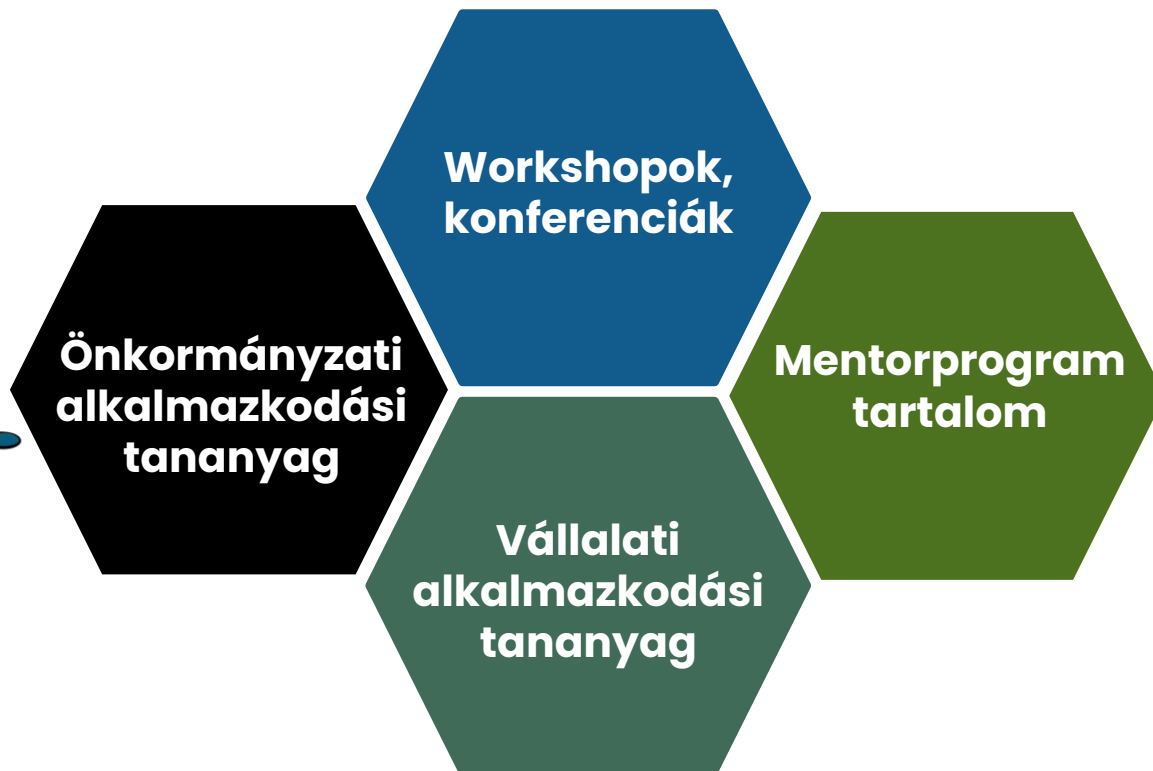 Workshopok,
konferenciák
Önkormányzati
alkalmazkodási
tananyag
Mentorprogram
tartalom
Vállalati
alkalmazkodási
tananyag